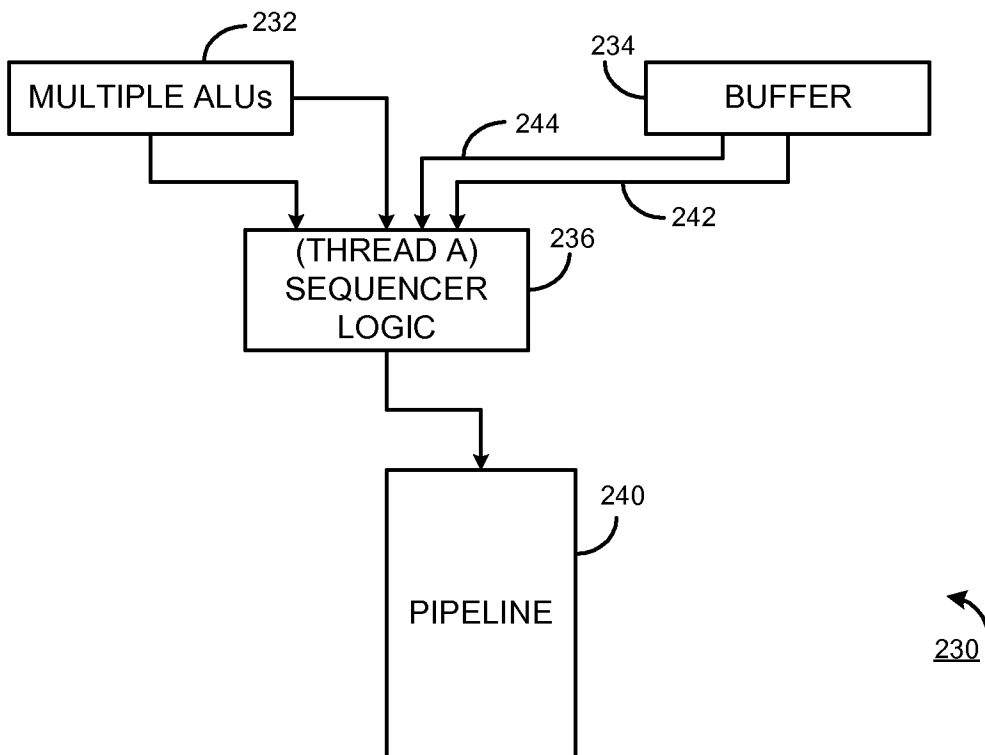 232
MULTIPLE ALUs
234
BUFFER
244
242
(THREAD A)
SEQUENCER
LOGIC
236
240
PIPELINE
230